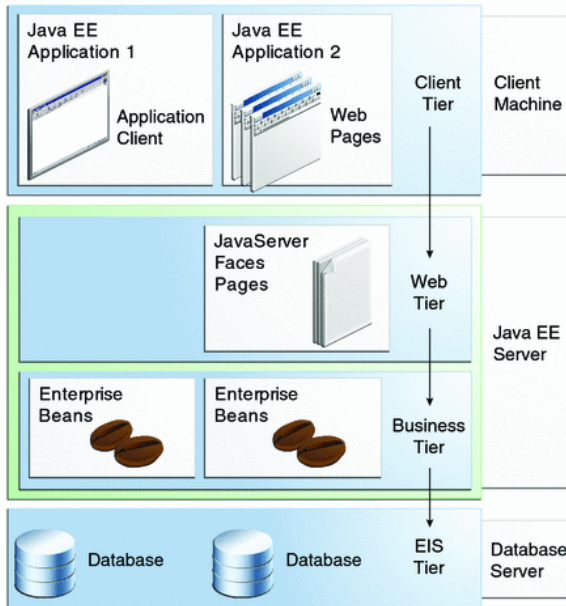 Java EE
Application 1
Application
Client
Java EE
Application 2
Web
Pages
Client
Tier
Client
Machine
JavaServer
Faces
Pages
Web
Tier
Java EE
Server
Enterprise
Beans
Enterprise
Beans
Business
Tier
Database
Database
EIS
Tier
Database
Server